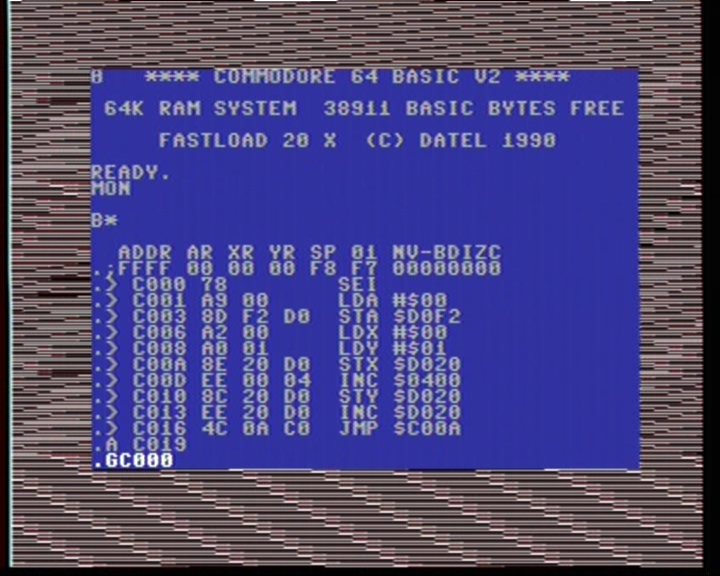 0   **** COMMODORE 64 BASIC V2 ****
64K RAM SYSTEM  38911 BASIC BYTES FREE
FASTLOAD 20 X  (C) DATEL 1990
READY.
MON
B*
ADDR AR XR YR SP 01 NV-BDIZC
.;FFFF 00 00 00 F8 F7 00000000
.> C000 78        SEI
.> C001 A9 00     LDA #$00
.> C003 8D F2 D0  STA $D0F2
.> C006 A2 00     LDX #$00
.> C008 A0 01     LDY #$01
.> C00A 8E 20 D0  STX $D020
.> C00D EE 00 04  INC $0400
.> C010 8C 20 D0  STY $D020
.> C013 EE 20 D0  INC $D020
.> C016 4C 0A C0  JMP $C00A
.A C019
.GC000